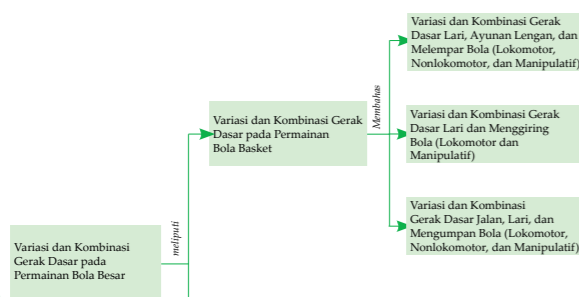 Variasi dan Kombinasi Gerak
Dasar Lari, Ayunan Lengan, dan
Melempar Bola (Lokomotor,
Nonlokomotor, dan Manipulatif)
Membahas
Variasi dan Kombinasi Gerak
Dasar pada Permainan
Bola Basket
Variasi dan Kombinasi Gerak
Dasar Lari dan Menggiring
Bola (Lokomotor dan
Manipulatif)
Variasi dan Kombinasi
Gerak Dasar Jalan, Lari, dan
Mengumpan Bola (Lokomotor,
Nonlokomotor, dan Manipulatif)
meliputi
Variasi dan Kombinasi
Gerak Dasar pada
Permainan Bola Besar